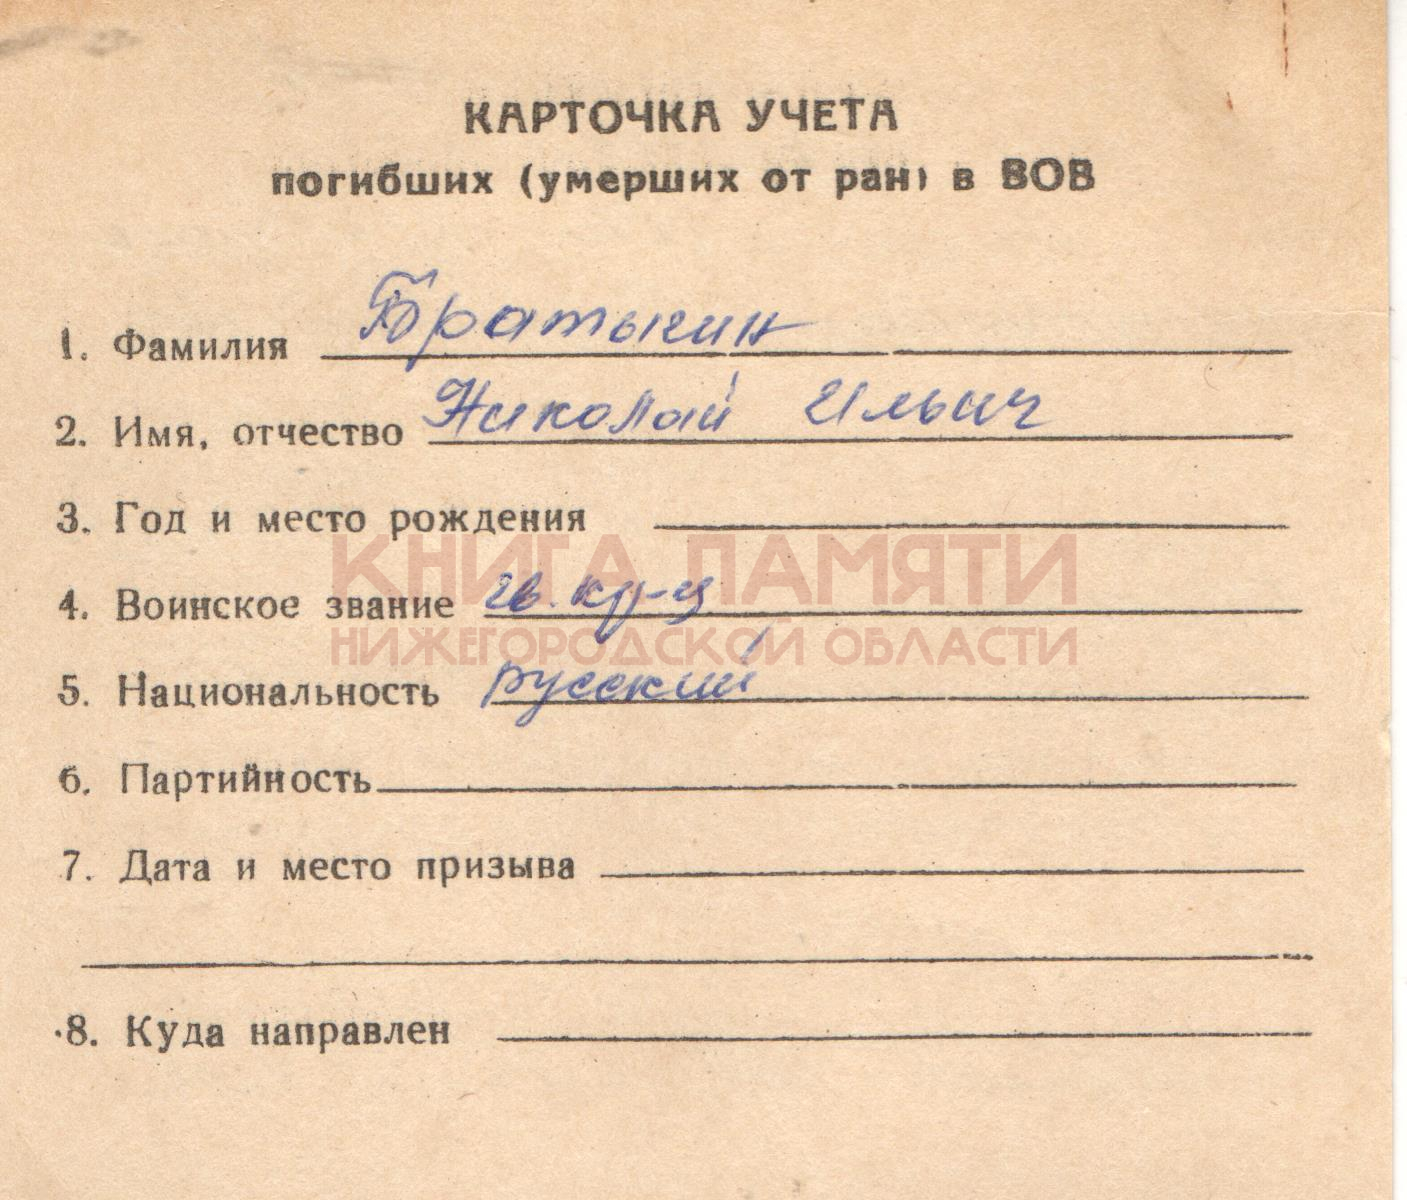 КАРТОЧКА УЧЕТА
погибших (умерших от ран) в ВОВ
1. Фамилия Братыгин
2. Имя, отчество Николай Ильич
3. Год и место рождения
КНИГА ПАМЯТИ
4. Воинское звание гв. кр-ц
НИЖЕГОРОДСКОЙ ОБЛАСТИ
5. Национальность русский
6. Партийность
7. Дата и место призыва
8. Куда направлен